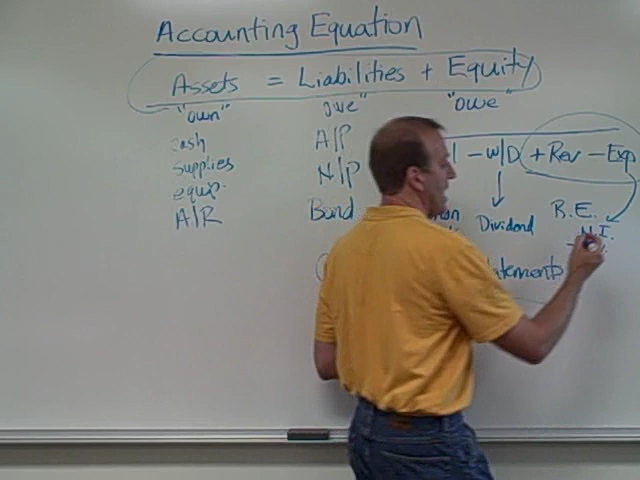 Accounting Equation
Assets = Liabilities + Equity
"own" owe" "owe"
cash A/P - W/D + Rev - Exp
supplies N/P
equip. Dividend R.E.
A/R Bond N.I.